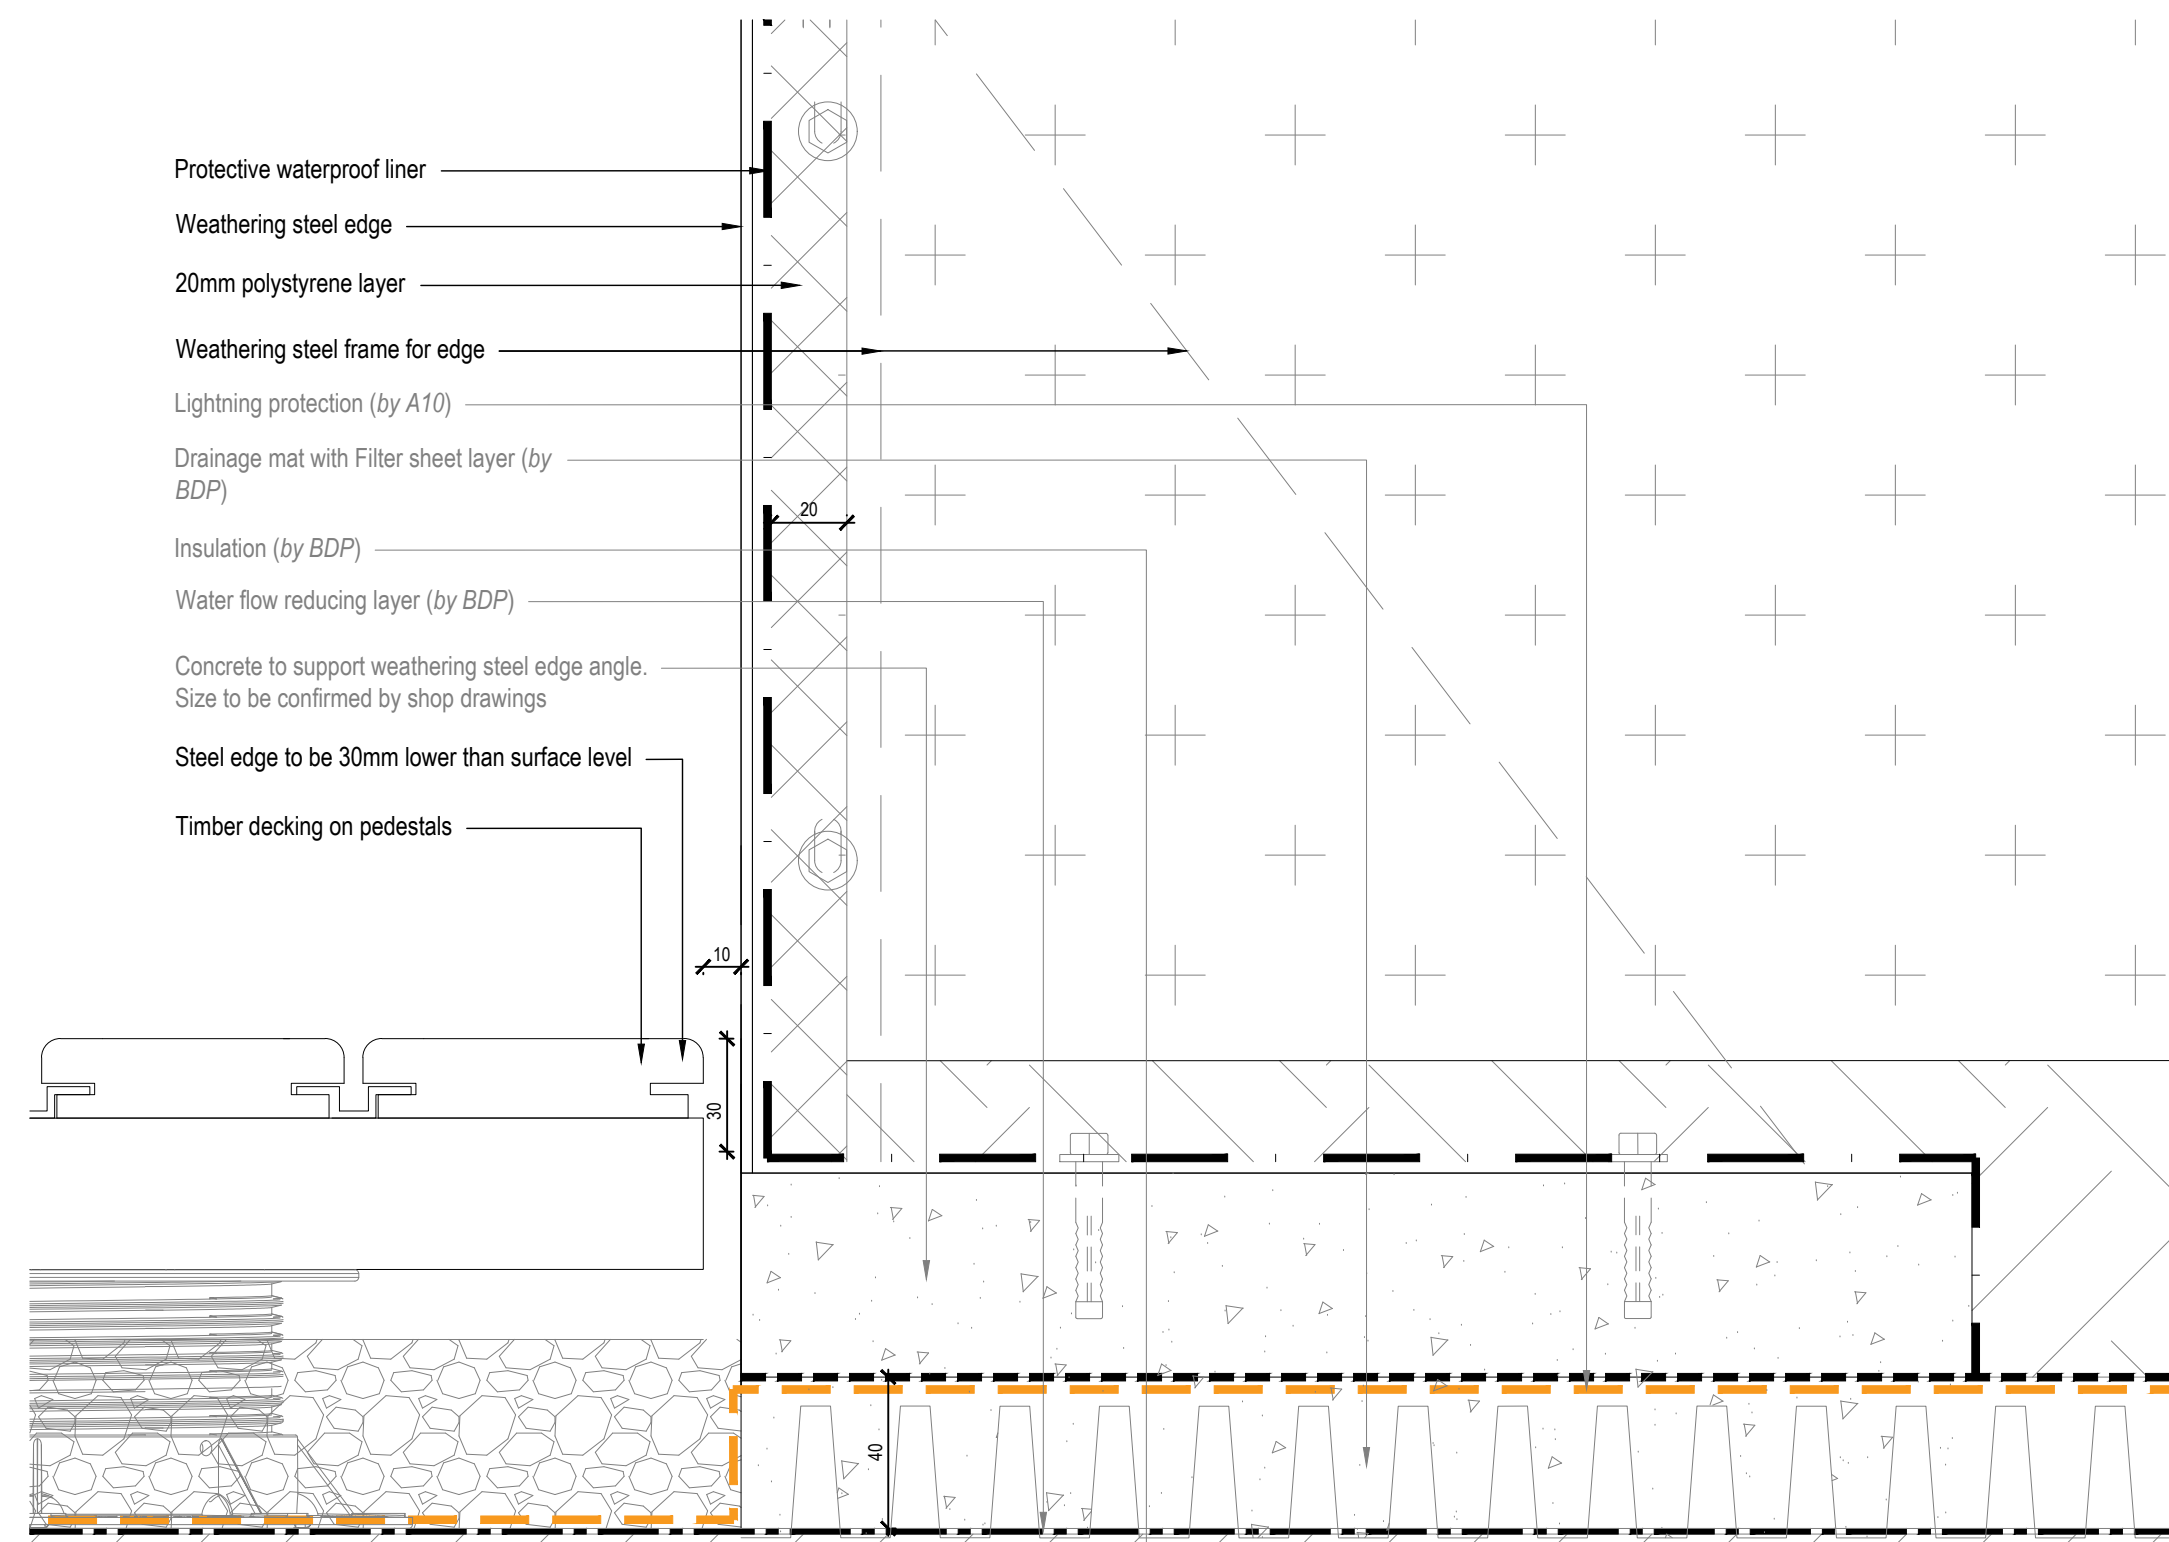 Protective waterproof liner
Weathering steel edge
20mm polystyrene layer
Weathering steel frame for edge
Lightning protection (by A10)
Drainage mat with Filter sheet layer (by
BDP)
20
Insulation (by BDP)
Water flow reducing layer (by BDP)
Concrete to support weathering steel edge angle.
Size to be confirmed by shop drawings
Steel edge to be 30mm lower than surface level
Timber decking on pedestals
10
30
40